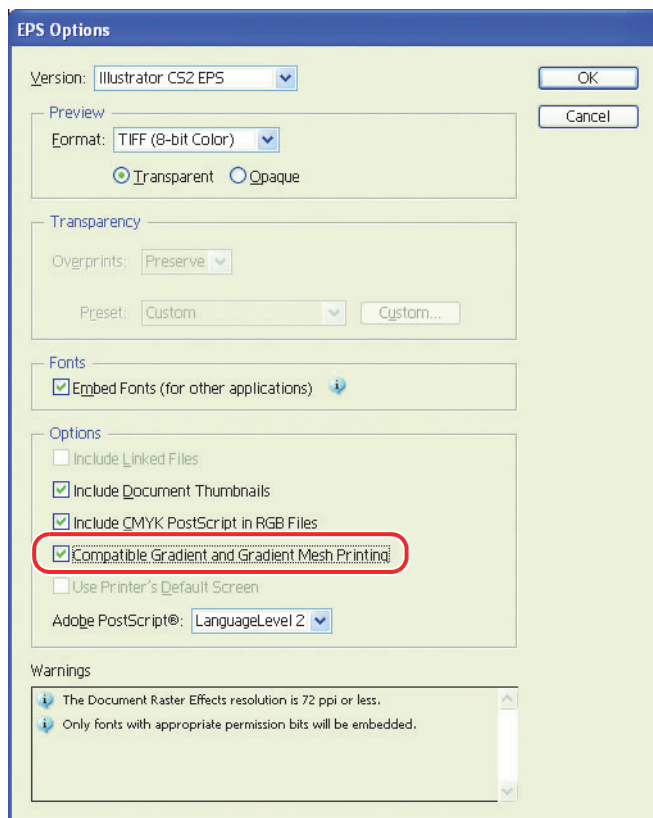 EPS Options
Version: Illustrator CS2 EPS
OK
Cancel
Preview
Format: TIFF (8-bit Color)
Transparent Opaque
Transparency
Overprints: Preserve
Preset: Custom Custom...
Fonts
Embed Fonts (for other applications)
Options
Include Linked Files
Include Document Thumbnails
Include CMYK PostScript in RGB Files
Compatible Gradient and Gradient Mesh Printing
Use Printer's Default Screen
Adobe PostScript®: LanguageLevel 2
Warnings
The Document Raster Effects resolution is 72 ppi or less.
Only fonts with appropriate permission bits will be embedded.